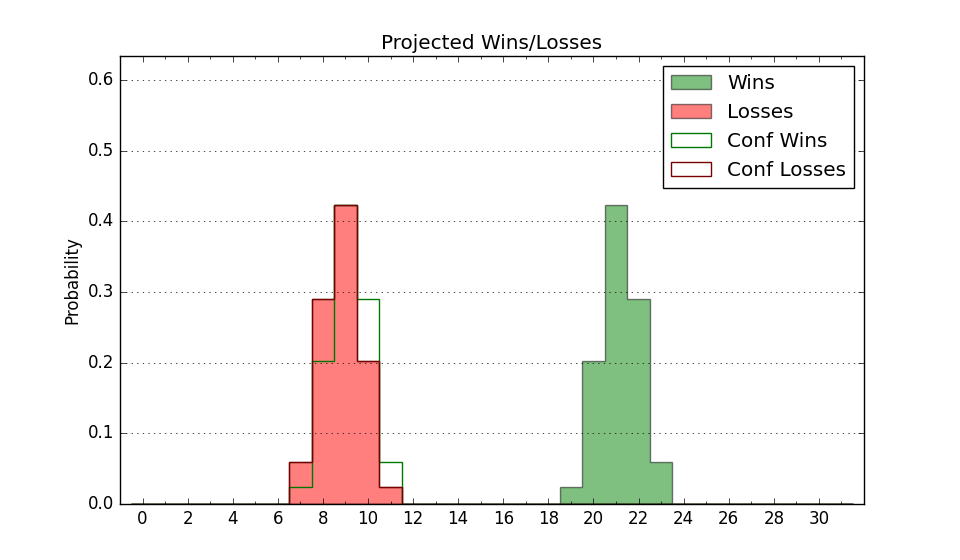 Projected Wins/Losses
Probability
0.6
0.5
0.4
0.3
0.2
0.1
0.0
0 2 4 6 8 10 12 14 16 18 20 22 24 26 28 30
Wins
Losses
Conf Wins
Conf Losses